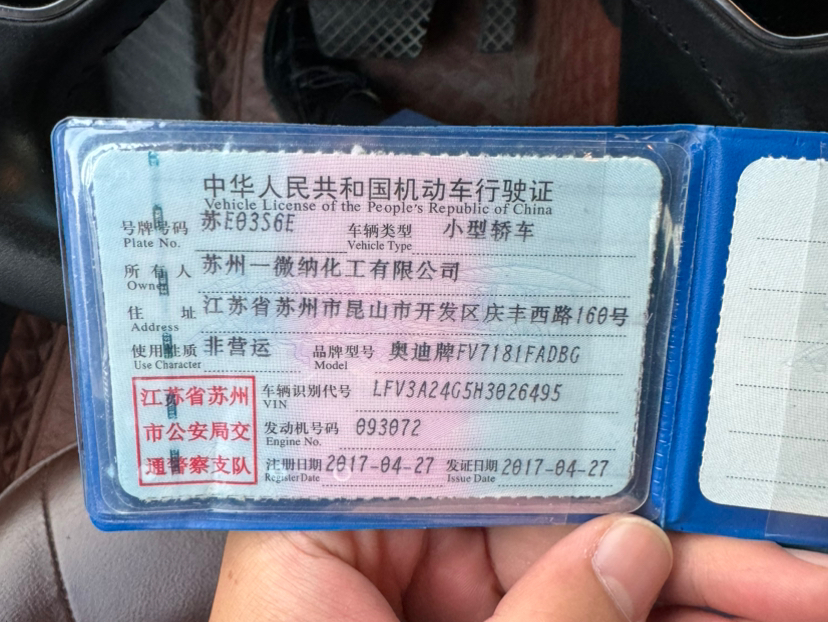 中华人民共和国机动车行驶证
Vehicle License of the People's Republic of China
号牌号码 苏E03S6E 车辆类型 小型轿车
Plate No. Vehicle Type
所有人 苏州一微纳化工有限公司
Owner
住址 江苏省苏州市昆山市开发区庆丰西路160号
Address
使用性质 非营运 品牌型号 奥迪牌FV7181FADBG
Use Character Model
江苏省苏州
市公安局交
通警察支队
车辆识别代号 LFV3A24G5H3026495
VIN
发动机号码 093072
Engine No.
注册日期 2017-04-27 发证日期 2017-04-27
Register Date Issue Date